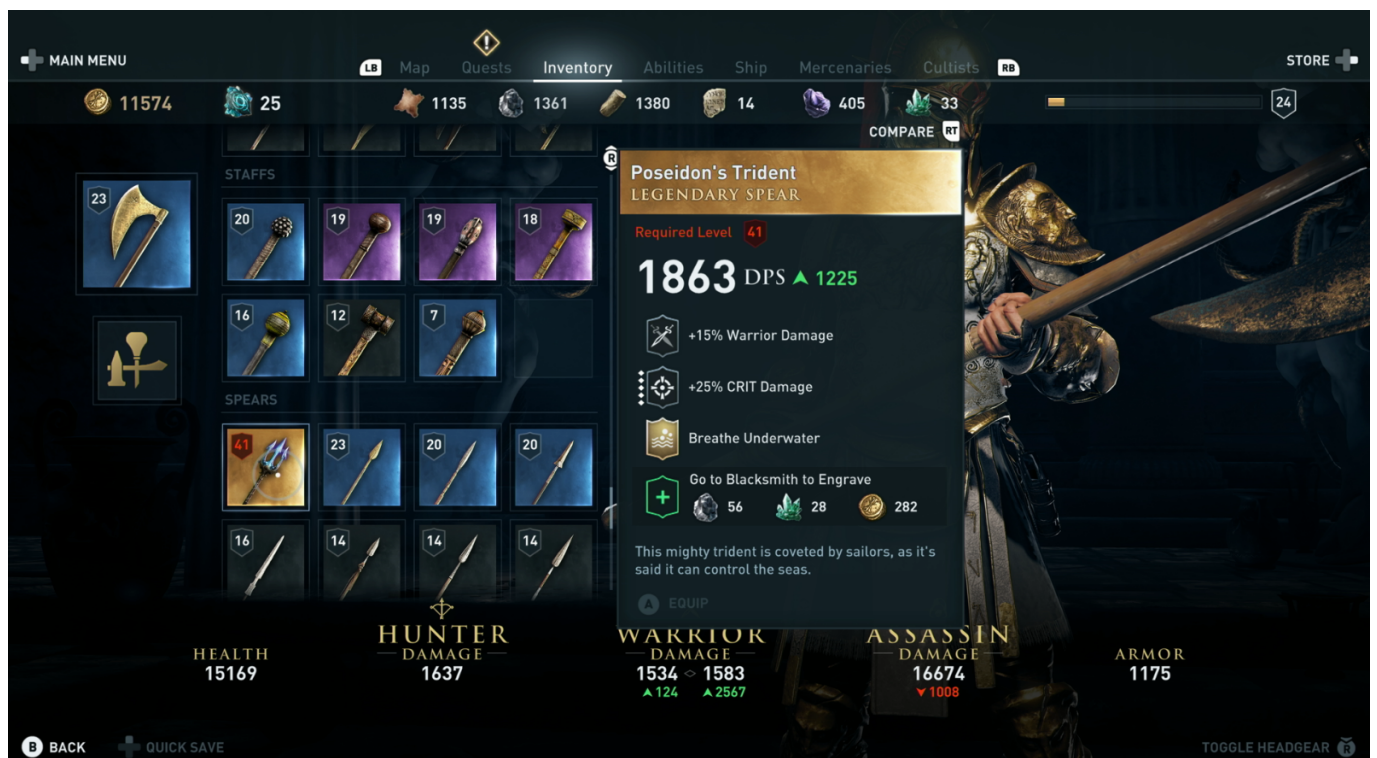 MAIN MENU
LB Map Quests Inventory Abilities Ship Mercenaries Cultists RB
STORE
11574 25 1135 1361 1380 14 405 33 24
COMPARE RT
STAFFS
R
Poseidon's Trident
LEGENDARY SPEAR
23
20 19 19 18
Required Level 41
1863 DPS 1225
16 12 7
+15% Warrior Damage
+25% CRIT Damage
SPEARS
Breathe Underwater
41 23 20 20
Go to Blacksmith to Engrave
56 28 282
16 14 14 14
This mighty trident is coveted by sailors, as it's
said it can control the seas.
A EQUIP
HEALTH
15169
HUNTER
DAMAGE
1637
WARRIOR
DAMAGE
1534 1583
124 2567
ASSASSIN
DAMAGE
16674
1008
ARMOR
1175
B BACK QUICK SAVE
TOGGLE HEADGEAR R